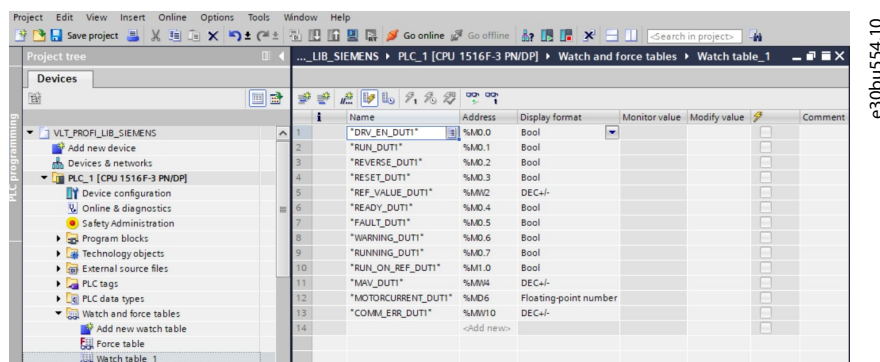 Project Edit View Insert Online Options Tools Window Help
Save project Go online Go offline <Search in project>
Project tree
..._LIB_SIEMENS PLC_1 [CPU 1516F-3 PN/DP] Watch and force tables Watch table_1
Devices
PLC programming
VLT_PROFI_LIB_SIEMENS
Add new device
Devices & networks
PLC_1 [CPU 1516F-3 PN/DP]
Device configuration
Online & diagnostics
Safety Administration
Program blocks
Technology objects
External source files
PLC tags
PLC data types
Watch and force tables
Add new watch table
Force table
Watch table_1
i Name Address Display format Monitor value Modify value Comment
1 "DRV_EN_DUT1" %M0.0 Bool
2 "RUN_DUT1" %M0.1 Bool
3 "REVERSE_DUT1" %M0.2 Bool
4 "RESET_DUT1" %M0.3 Bool
5 "REF_VALUE_DUT1" %MW2 DEC+/-
6 "READY_DUT1" %M0.4 Bool
7 "FAULT_DUT1" %M0.5 Bool
8 "WARNING_DUT1" %M0.6 Bool
9 "RUNNING_DUT1" %M0.7 Bool
10 "RUN_ON_REF_DUT1" %M1.0 Bool
11 "MAV_DUT1" %MW4 DEC+/-
12 "MOTORCURRENT_DUT1" %MD6 Floating-point number
13 "COMM_ERR_DUT1" %MW10 DEC+/-
14 <Add new>
e30bu554.10